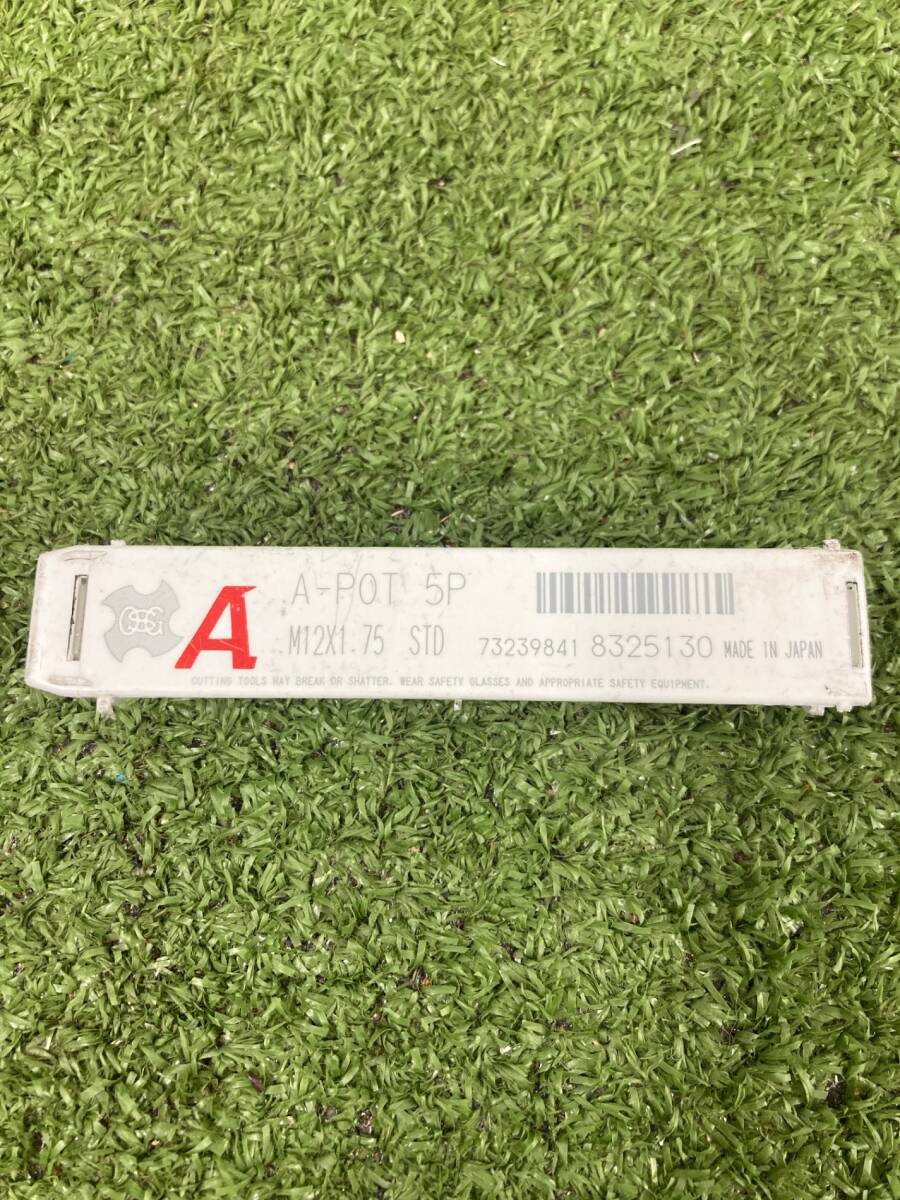 OSG
A
A-POT 5P
M12X1.75 STD 73239841 8325130 MADE IN JAPAN
CUTTING TOOLS MAY BREAK OR SHATTER. WEAR SAFETY GLASSES AND APPROPRIATE SAFETY EQUIPMENT.